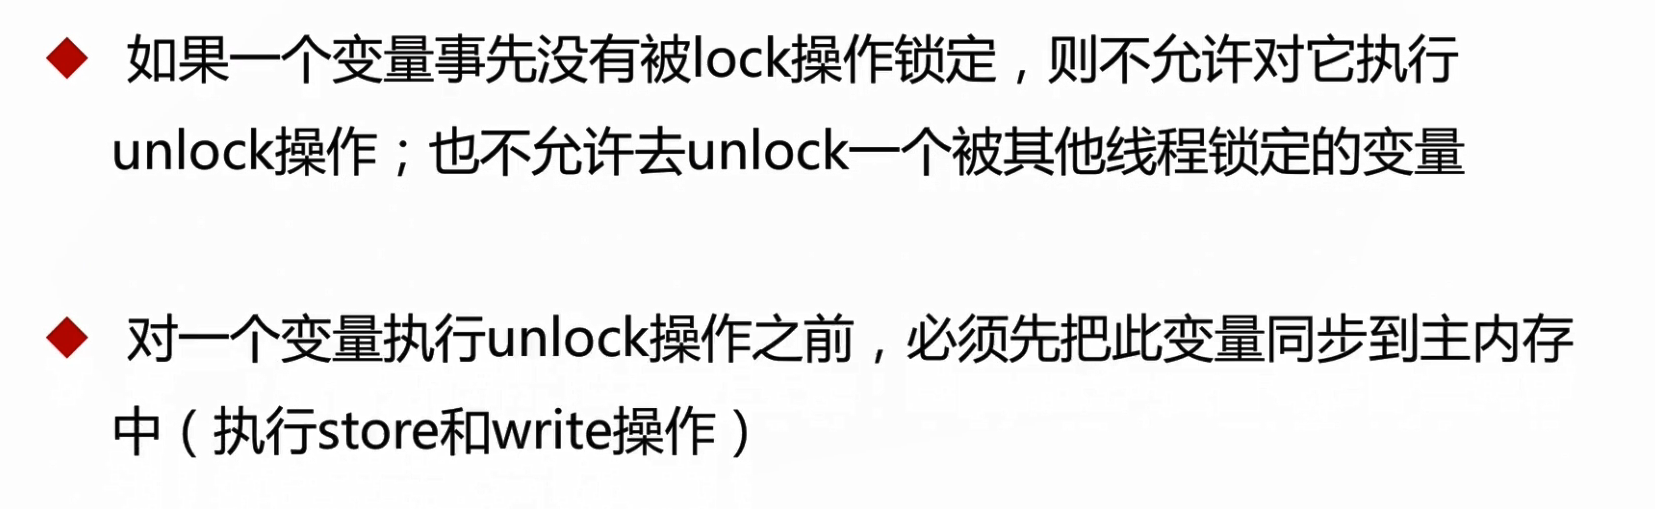 如果一个变量事先没有被lock操作锁定，则不允许对它执行
unlock操作；也不允许去unlock一个被其他线程锁定的变量
对一个变量执行unlock操作之前，必须先把此变量同步到主内存
中（执行store和write操作）